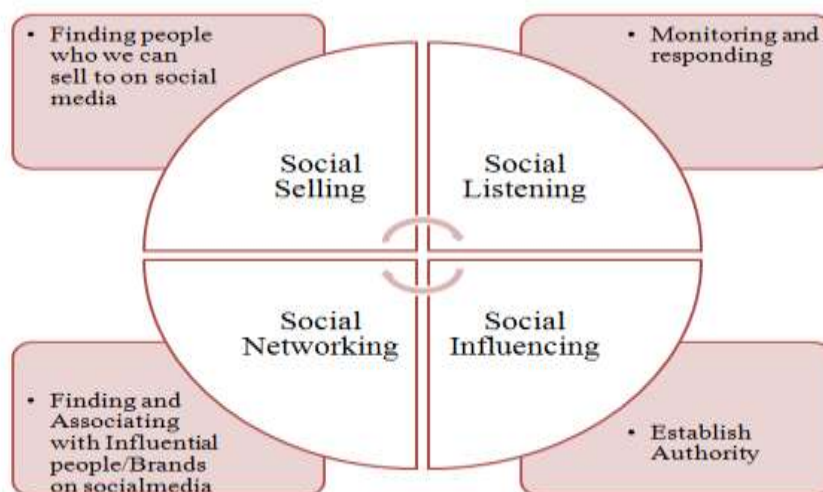 • Finding people
who we can
sell to on social
media
• Monitoring and
responding
Social
Selling
Social
Listening
Social
Networking
Social
Influencing
• Finding and
Associating
with Influential
people/Brands
on socialmedia
• Establish
Authority